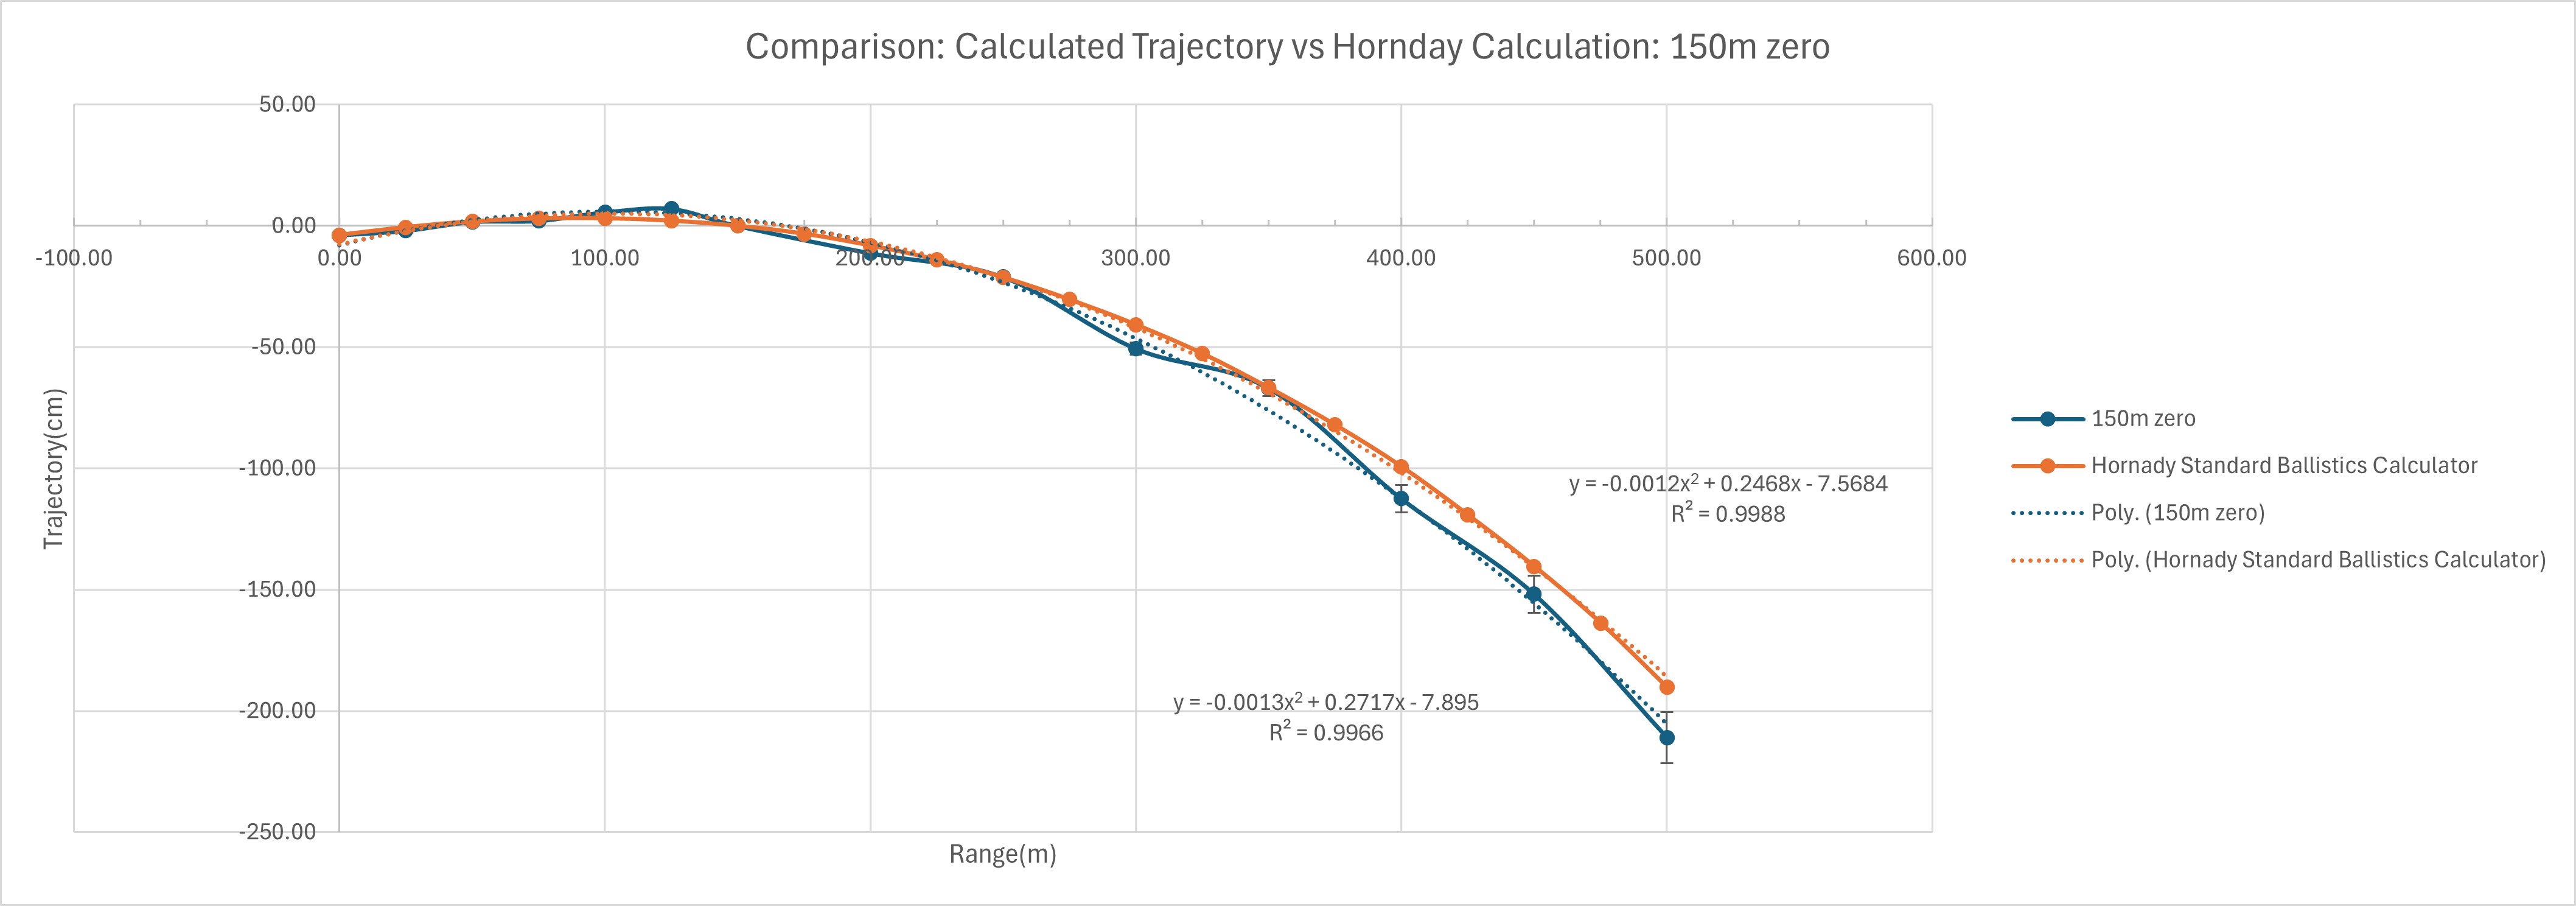 Comparison: Calculated Trajectory vs Hornday Calculation: 150m zero
50.00
0.00
-50.00
-100.00
-150.00
-200.00
-250.00
-100.00 0.00 100.00 200.00 300.00 400.00 500.00 600.00
Trajectory(cm)
Range(m)
y = -0.0012x² + 0.2468x - 7.5684
R² = 0.9988
y = -0.0013x² + 0.2717x - 7.895
R² = 0.9966
150m zero
Hornady Standard Ballistics Calculator
Poly. (150m zero)
Poly. (Hornady Standard Ballistics Calculator)